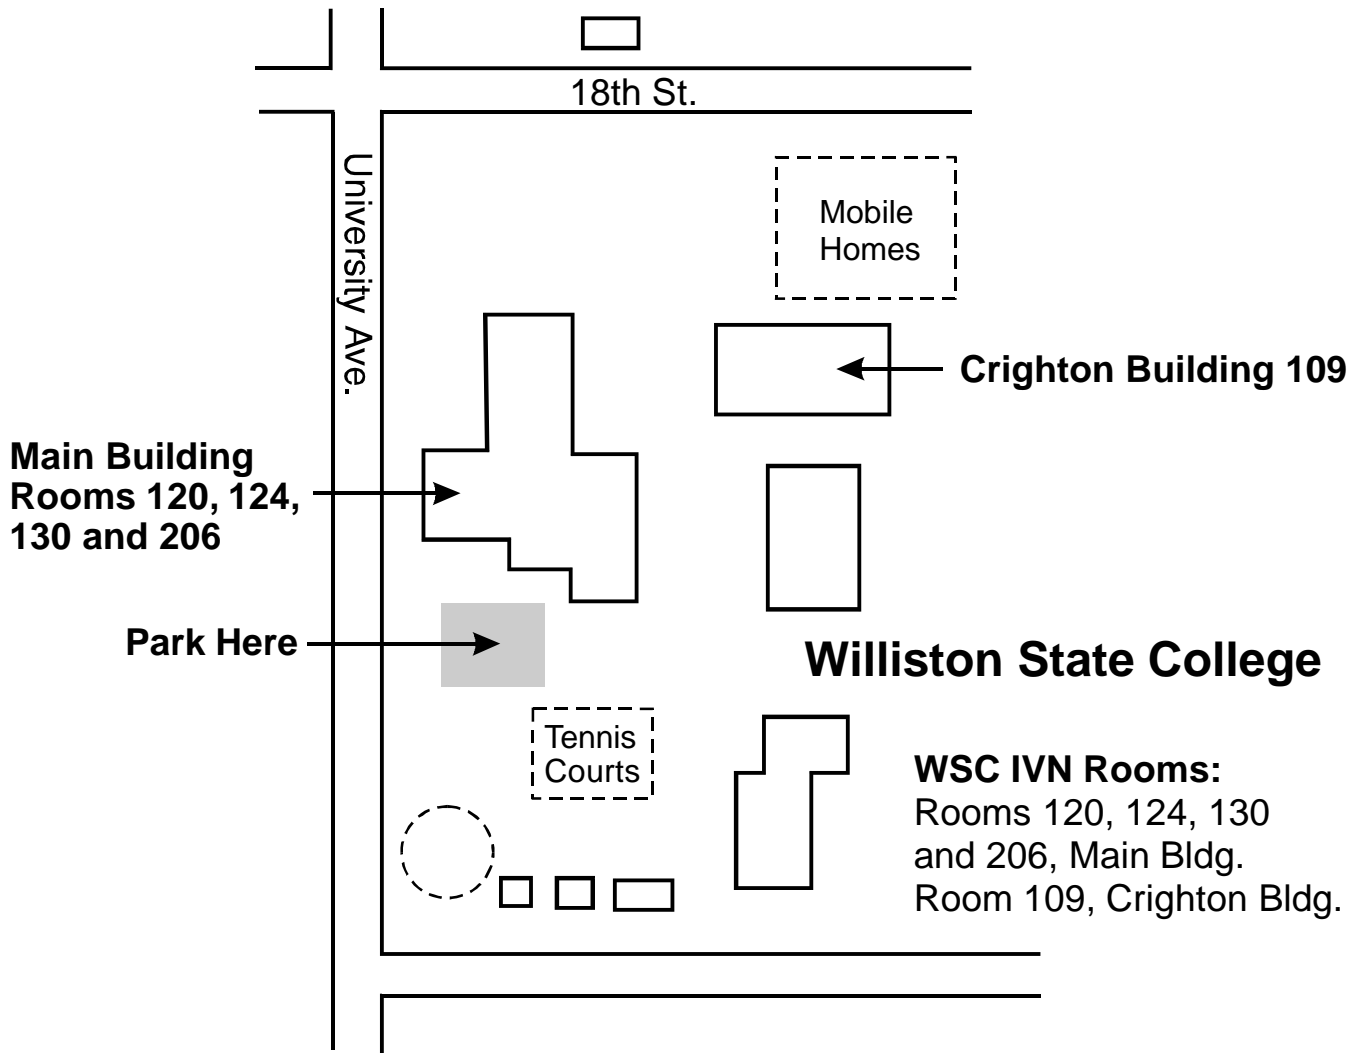 18th St.
University Ave.
Mobile
Homes
Crighton Building 109
Main Building
Rooms 120, 124,
130 and 206
Park Here
Williston State College
Tennis
Courts
WSC IVN Rooms:
Rooms 120, 124, 130
and 206, Main Bldg.
Room 109, Crighton Bldg.